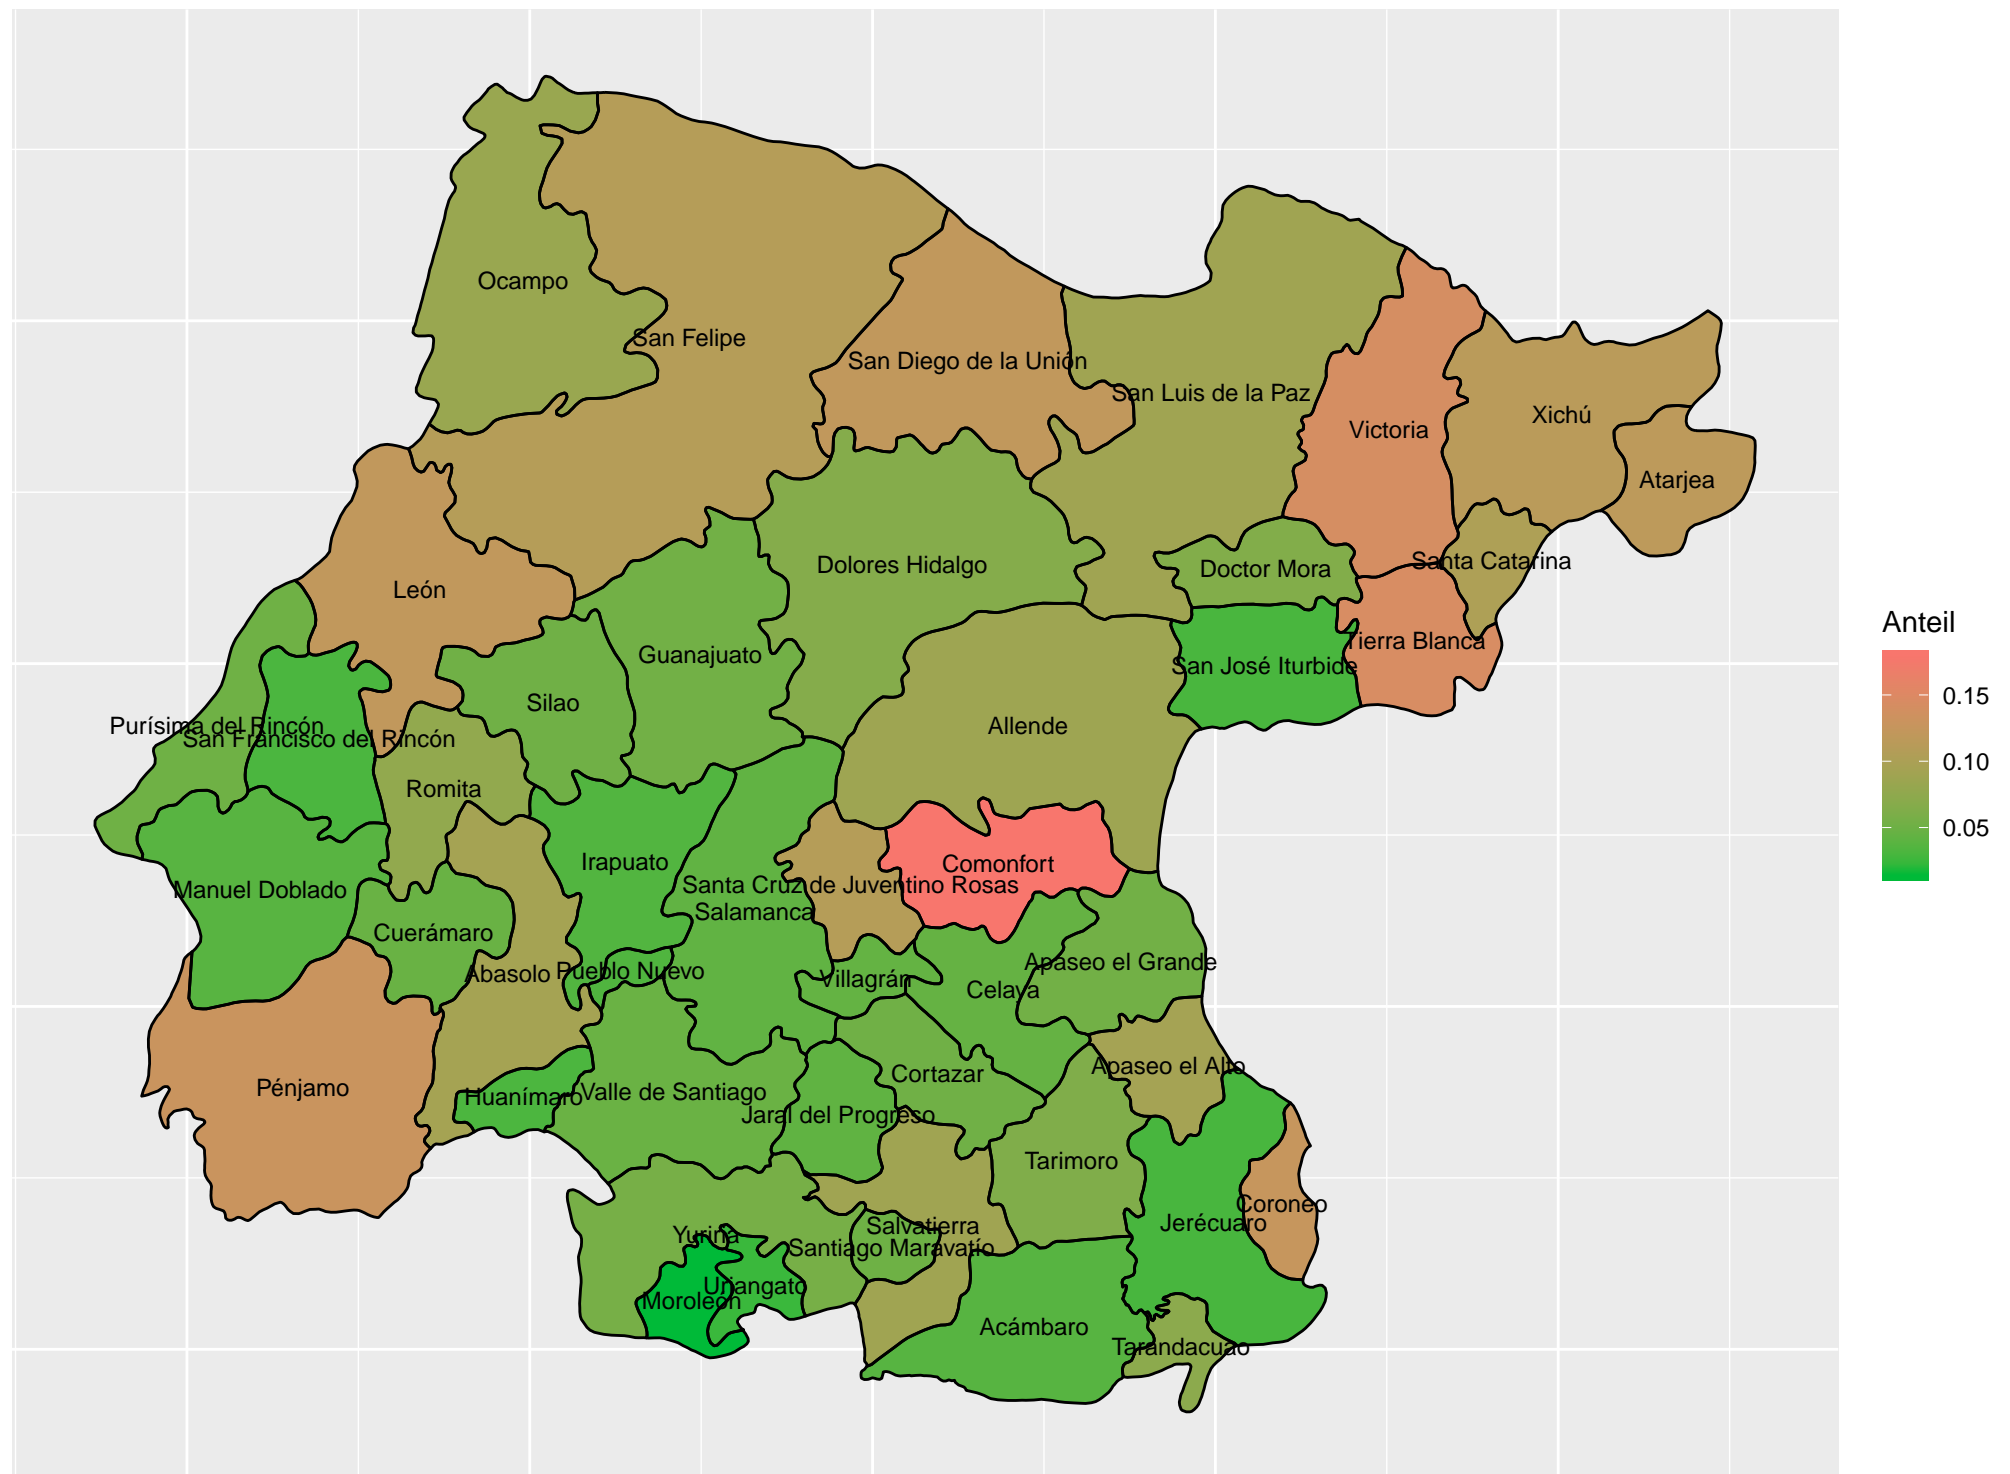 Ocampo
San Felipe
San Diego de la Unión
San Luis de la Paz
Victoria
Xichú
Atarjea
Santa Catarina
León
Dolores Hidalgo
Doctor Mora
Guanajuato
Tierra Blanca
San José Iturbide
Silao
Allende
Purísima del Rincón
San Francisco del Rincón
Romita
Irapuato
Comonfort
Manuel Doblado
Santa Cruz de Juventino Rosas
Salamanca
Cuerámaro
Abasolo
Pueblo Nuevo
Villagrán
Apaseo el Grande
Celaya
Apaseo el Alto
Cortazar
Pénjamo
Huanímaro
Valle de Santiago
Jaral del Progreso
Tarimoro
Coroneo
Jerécuaro
Salvatierra
Yuriria
Santiago Maravatío
Uriangato
Moroleón
Acámbaro
Tarandacuao
Anteil
0.15
0.10
0.05